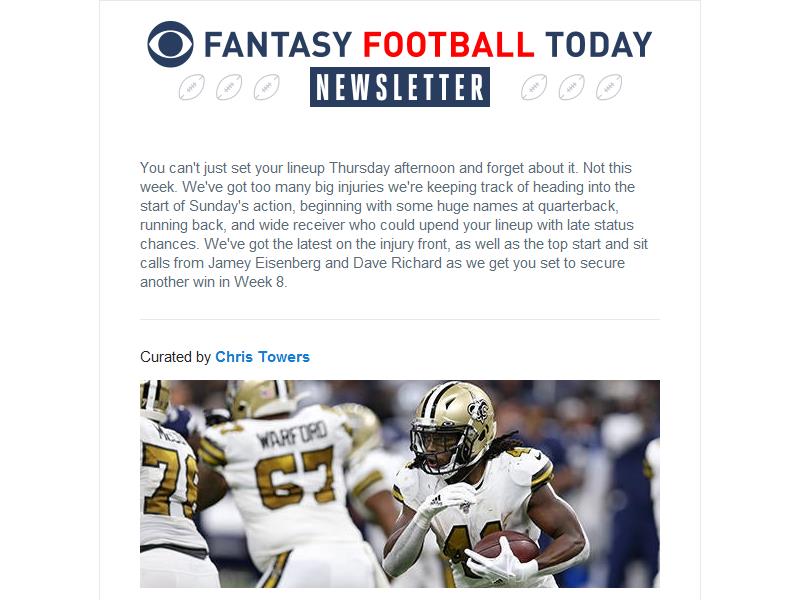 FANTASY FOOTBALL TODAY
NEWSLETTER
You can't just set your lineup Thursday afternoon and forget about it. Not this
week. We've got too many big injuries we're keeping track of heading into the
start of Sunday's action, beginning with some huge names at quarterback,
running back, and wide receiver who could upend your lineup with late status
chances. We've got the latest on the injury front, as well as the top start and sit
calls from Jamey Eisenberg and Dave Richard as we get you set to secure
another win in Week 8.
Curated by Chris Towers
WARFORD
67